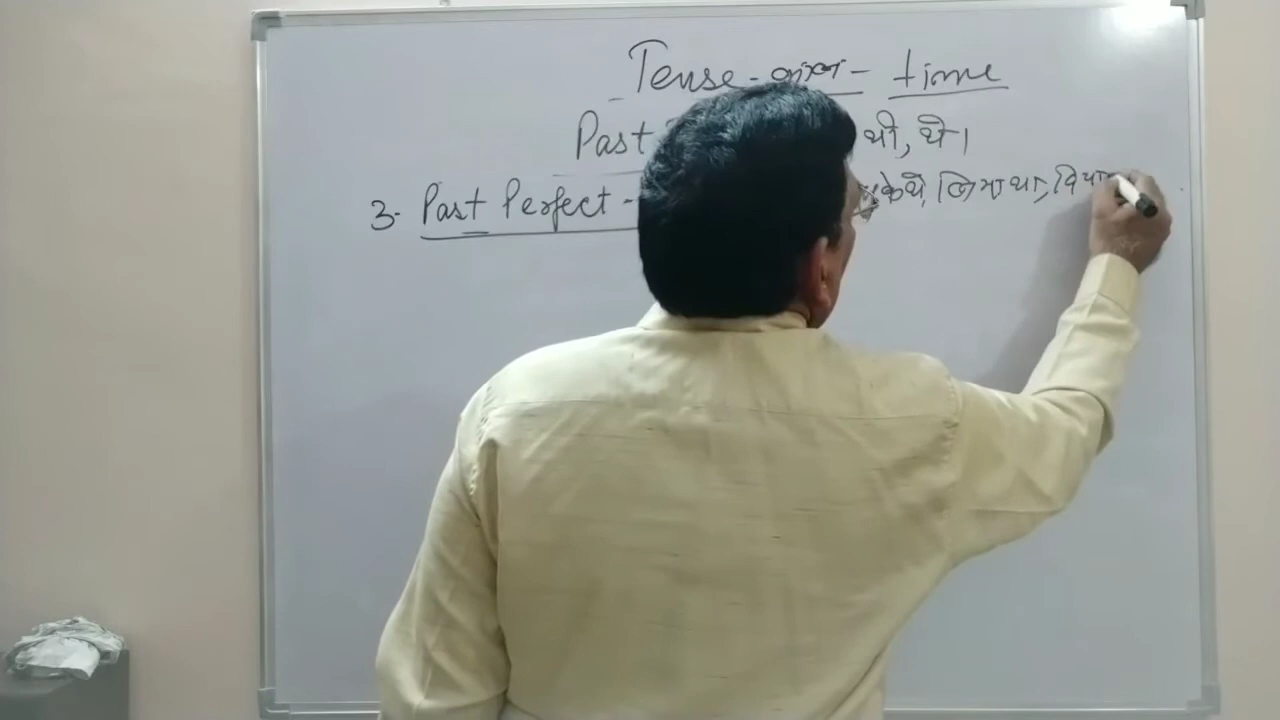 Tense - काल - time
Past थी, थे।
3- Past Perfect - केथे, लियाथा,